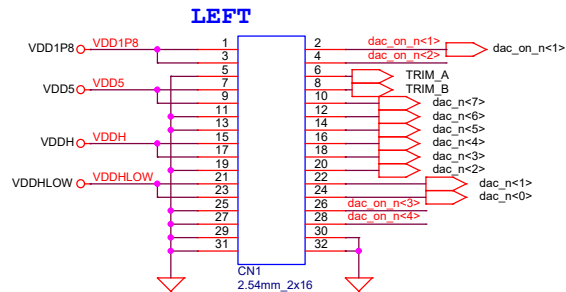 LEFT
VDD1P8 VDD1P8 1 2 dac_on_n<1> dac_on_n<1>
3 4 dac_on_n<2>
5 6 TRIM_A
VDD5 VDD5 7 8 TRIM_B
9 10 dac_n<7>
11 12 dac_n<6>
13 14 dac_n<5>
VDDH VDDH 15 16 dac_n<4>
17 18 dac_n<3>
19 20 dac_n<2>
VDDHLOW VDDHLOW 21 22 dac_n<1>
23 24 dac_n<0>
25 26 dac_on_n<3>
27 28 dac_on_n<4>
29 30
31 32
CN1
2.54mm_2x16